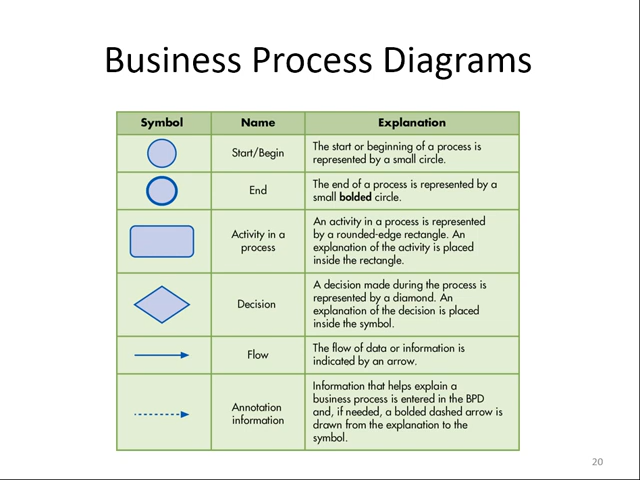 Business Process Diagrams
Symbol Name Explanation
Start/Begin
The start or beginning of a process is
represented by a small circle.
End
The end of a process is represented by a
small bolded circle.
Activity in a
process
An activity in a process is represented
by a rounded-edge rectangle. An
explanation of the activity is placed
inside the rectangle.
Decision
A decision made during the process is
represented by a diamond. An
explanation of the decision is placed
inside the symbol.
Flow
The flow of data or information is
indicated by an arrow.
Annotation
information
Information that helps explain a
business process is entered in the BPD
and, if needed, a bolded dashed arrow is
drawn from the explanation to the
symbol.
20